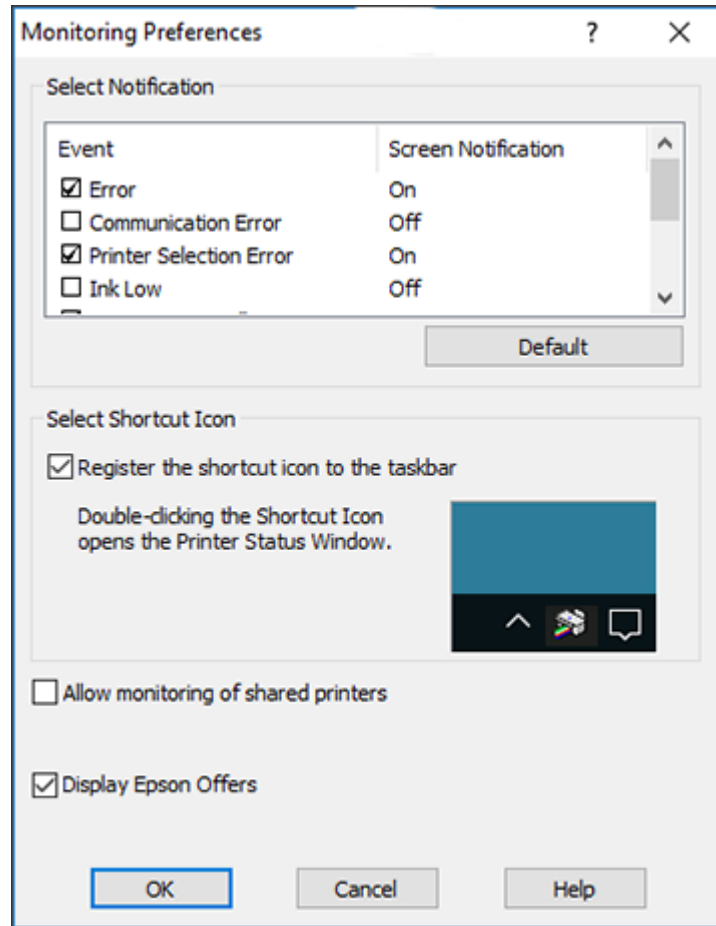 Monitoring Preferences
Select Notification
Event Screen Notification
Error On
Communication Error Off
Printer Selection Error On
Ink Low Off
Default
Select Shortcut Icon
Register the shortcut icon to the taskbar
Double-clicking the Shortcut Icon
opens the Printer Status Window.
Allow monitoring of shared printers
Display Epson Offers
OK Cancel Help